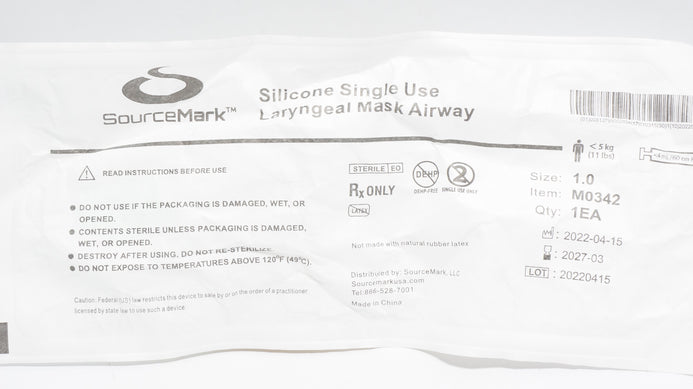 SourceMark™
Silicone Single Use
Laryngeal Mask Airway
< 5 kg
(11 lbs)
READ INSTRUCTIONS BEFORE USE
● DO NOT USE IF THE PACKAGING IS DAMAGED, WET, OR
OPENED.
● CONTENTS STERILE UNLESS PACKAGING IS DAMAGED,
WET, OR OPENED.
● DESTROY AFTER USING, DO NOT RE-STERILIZE.
● DO NOT EXPOSE TO TEMPERATURES ABOVE 120°F (49°C).
Caution: Federal law restricts this device to sale by or on the order of a practitioner
licensed by state law to use such a device
STERILE EO
Rx ONLY
DEHP
DEHP-FREE
2
SINGLE USE ONLY
LATEX
Not made with natural rubber latex
Distributed by: SourceMark, LLC
Sourcemarkusa.com
Tel:866-528-7001
Made in China
Size: 1.0
Item: M0342
Qty: 1EA
: 2022-04-15
: 2027-03
LOT : 20220415